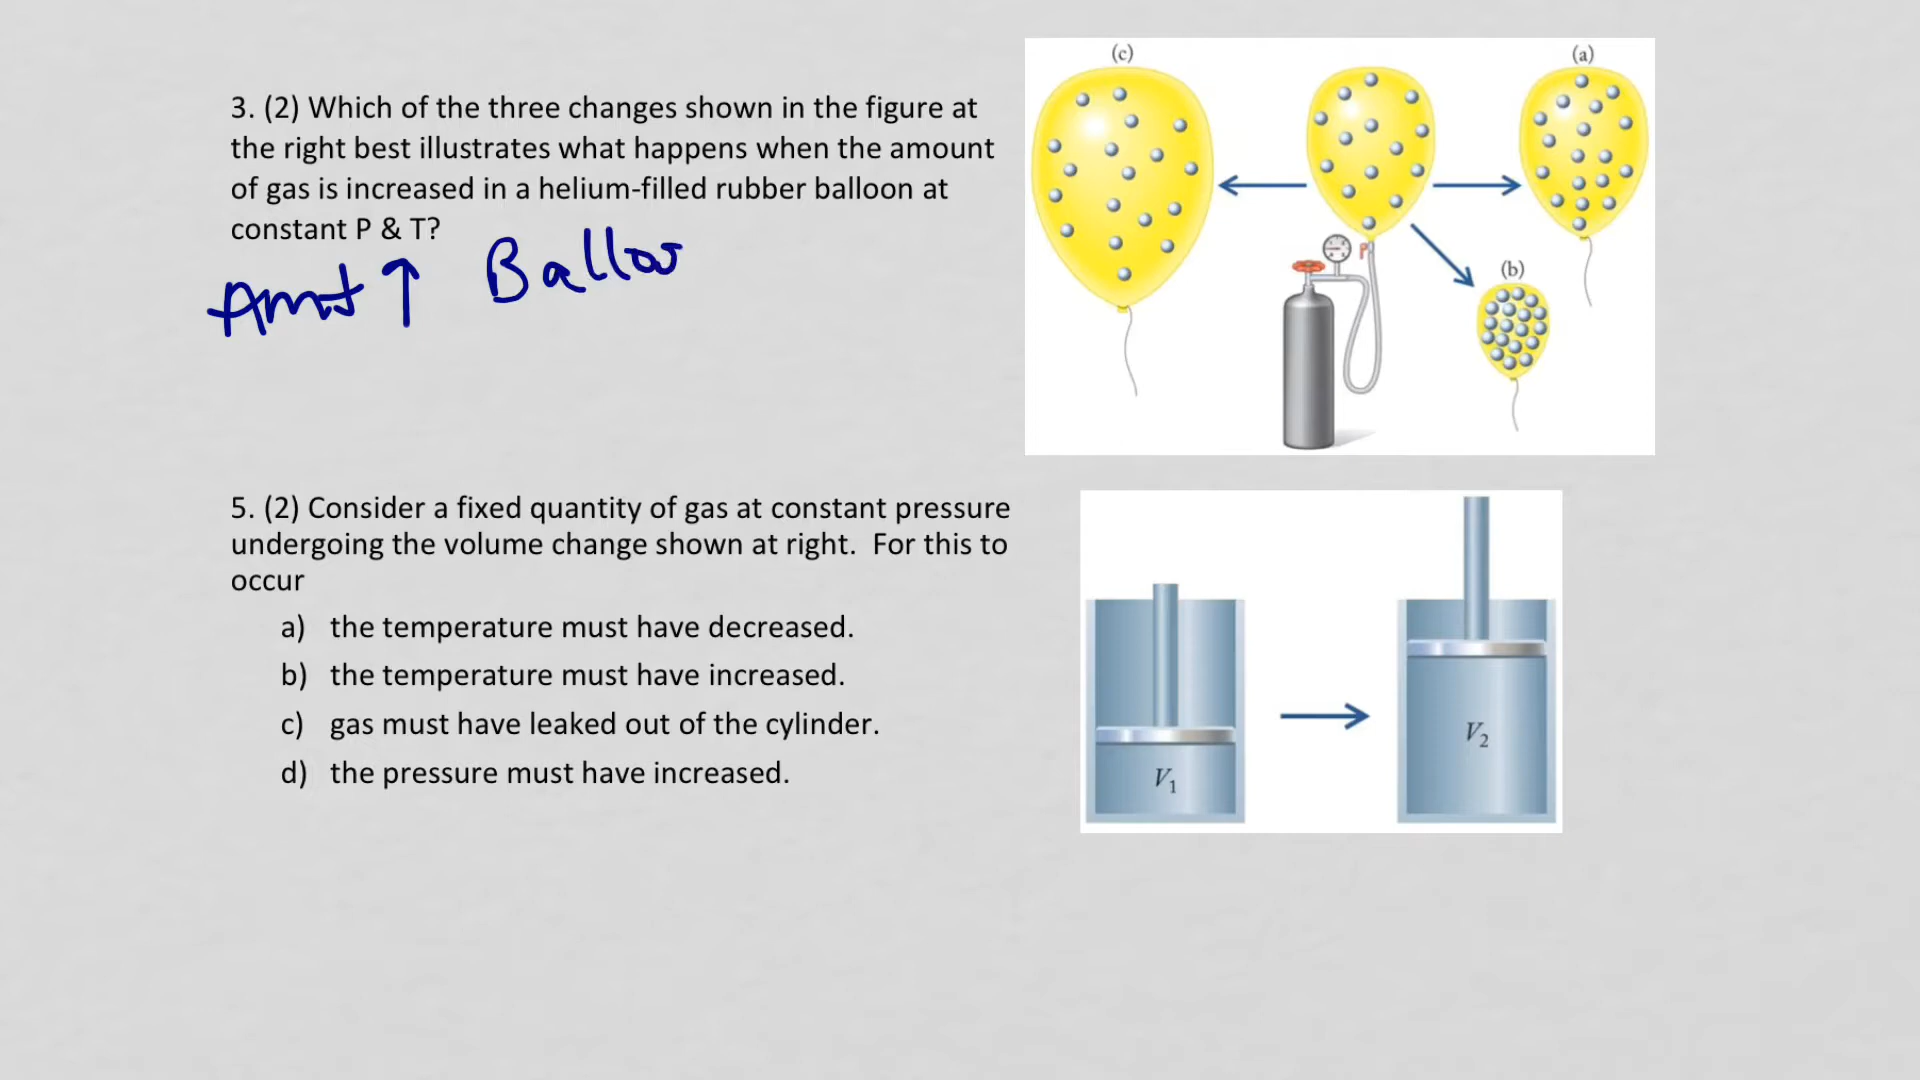 3. (2) Which of the three changes shown in the figure at
the right best illustrates what happens when the amount
of gas is increased in a helium-filled rubber balloon at
constant P & T?
Amt ↑ Balloo
(c)
(a)
(b)
5. (2) Consider a fixed quantity of gas at constant pressure
undergoing the volume change shown at right. For this to
occur
a) the temperature must have decreased.
b) the temperature must have increased.
c) gas must have leaked out of the cylinder.
d) the pressure must have increased.
V₁
V₂